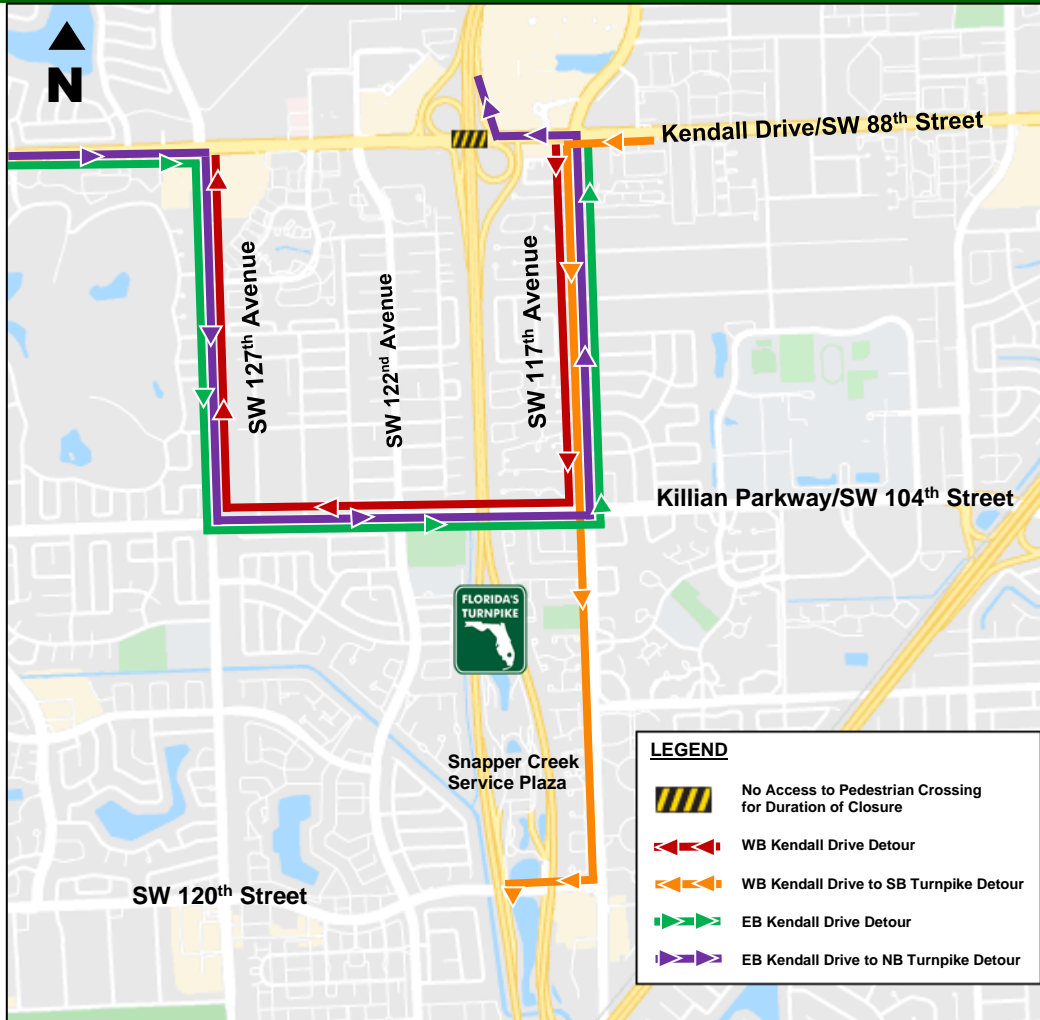 N
Kendall Drive/SW 88th Street
SW 127th Avenue
SW 122nd Avenue
SW 117th Avenue
Killian Parkway/SW 104th Street
FLORIDA'S
TURNPIKE
Snapper Creek
Service Plaza
SW 120th Street
LEGEND
No Access to Pedestrian Crossing
for Duration of Closure
WB Kendall Drive Detour
WB Kendall Drive to SB Turnpike Detour
EB Kendall Drive Detour
EB Kendall Drive to NB Turnpike Detour